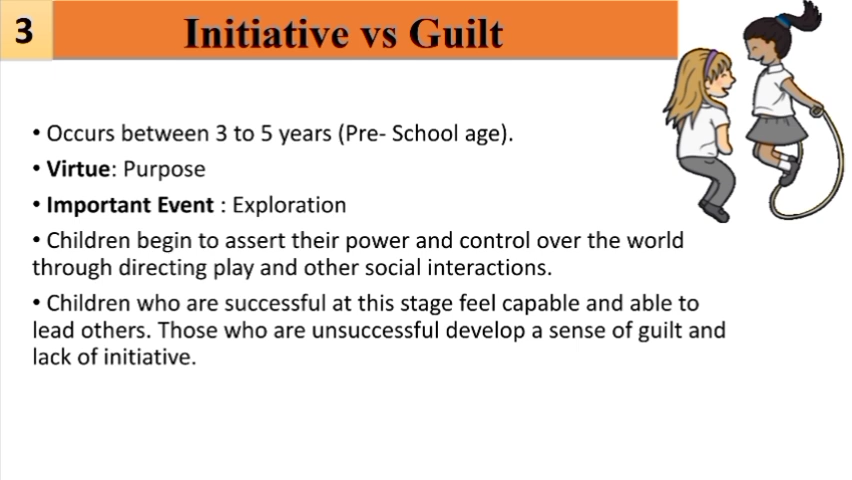 3
Initiative vs Guilt
• Occurs between 3 to 5 years (Pre- School age).
• Virtue: Purpose
• Important Event : Exploration
• Children begin to assert their power and control over the world
through directing play and other social interactions.
• Children who are successful at this stage feel capable and able to
lead others. Those who are unsuccessful develop a sense of guilt and
lack of initiative.